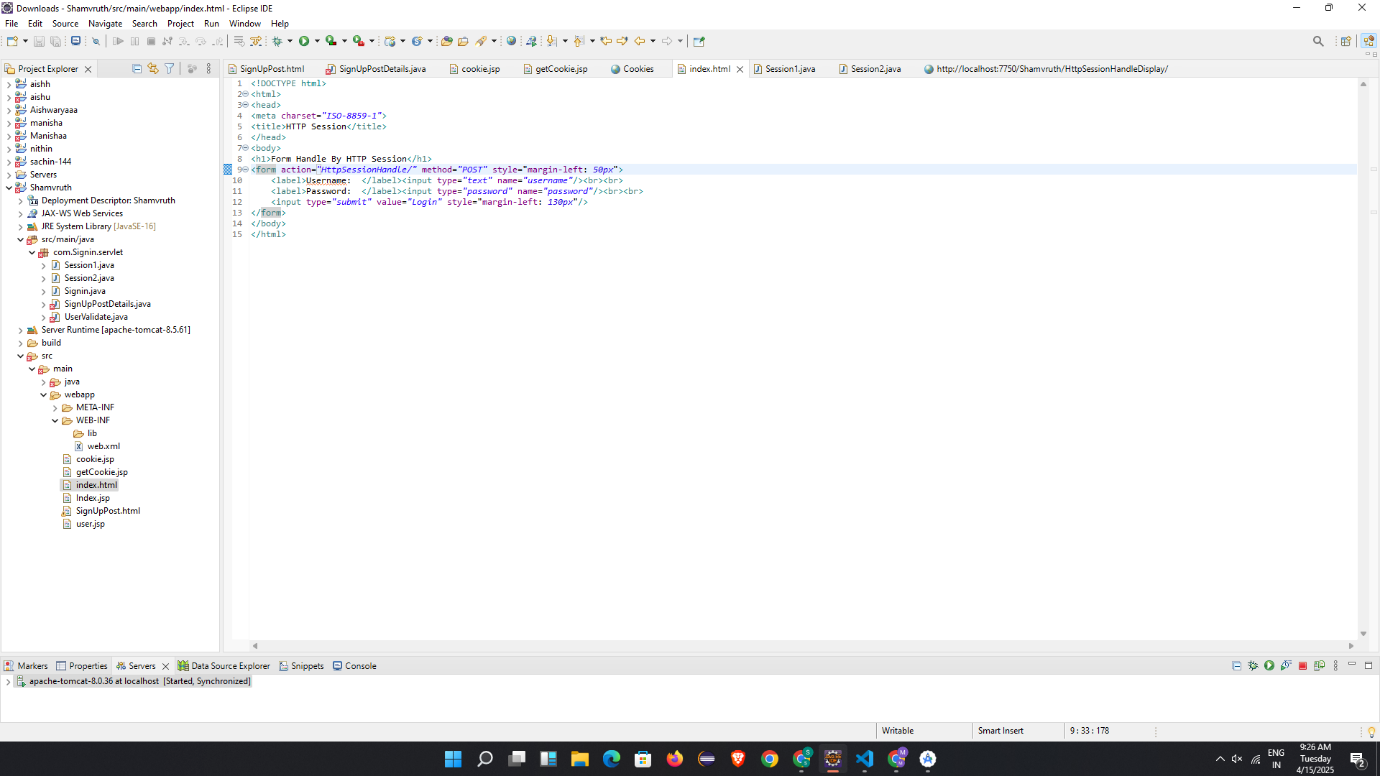 Downloads - Shamvruth/src/main/webapp/index.html - Eclipse IDE
File Edit Source Navigate Search Project Run Window Help
Project Explorer
SignUpPost.html SignUpPostDetails.java cookie.jsp getCookie.jsp Cookies index.html Session1.java Session2.java http://localhost:7750/Shamvruth/HttpSessionHandleDisplay/
aishh
aishu
Aishwaryaaa
manisha
Manishaa
nithin
sachin-144
Servers
Shamvruth
Deployment Descriptor: Shamvruth
JAX-WS Web Services
JRE System Library [JavaSE-16]
src/main/java
com.Signin.servlet
Session1.java
Session2.java
Signin.java
SignUpPostDetails.java
UserValidate.java
Server Runtime [apache-tomcat-8.5.61]
build
src
main
java
webapp
META-INF
WEB-INF
lib
web.xml
cookie.jsp
getCookie.jsp
index.html
Index.jsp
SignUpPost.html
user.jsp
1 <!DOCTYPE html>
2 <html>
3 <head>
4 <meta charset="ISO-8859-1">
5 <title>HTTP Session</title>
6 </head>
7 <body>
8 <h1>Form Handle By HTTP Session</h1>
9 <form action="HttpSessionHandle/" method="POST" style="margin-left: 50px">
10 <label>Username: </label><input type="text" name="username"/><br><br>
11 <label>Password: </label><input type="password" name="password"/><br><br>
12 <input type="submit" value="Login" style="margin-left: 130px"/>
13 </form>
14 </body>
15 </html>
Markers Properties Servers Data Source Explorer Snippets Console
apache-tomcat-8.0.36 at localhost [Started, Synchronized]
Writable Smart Insert 9 : 33 : 178
ENG
IN
9:26 AM
Tuesday
4/15/2025
2